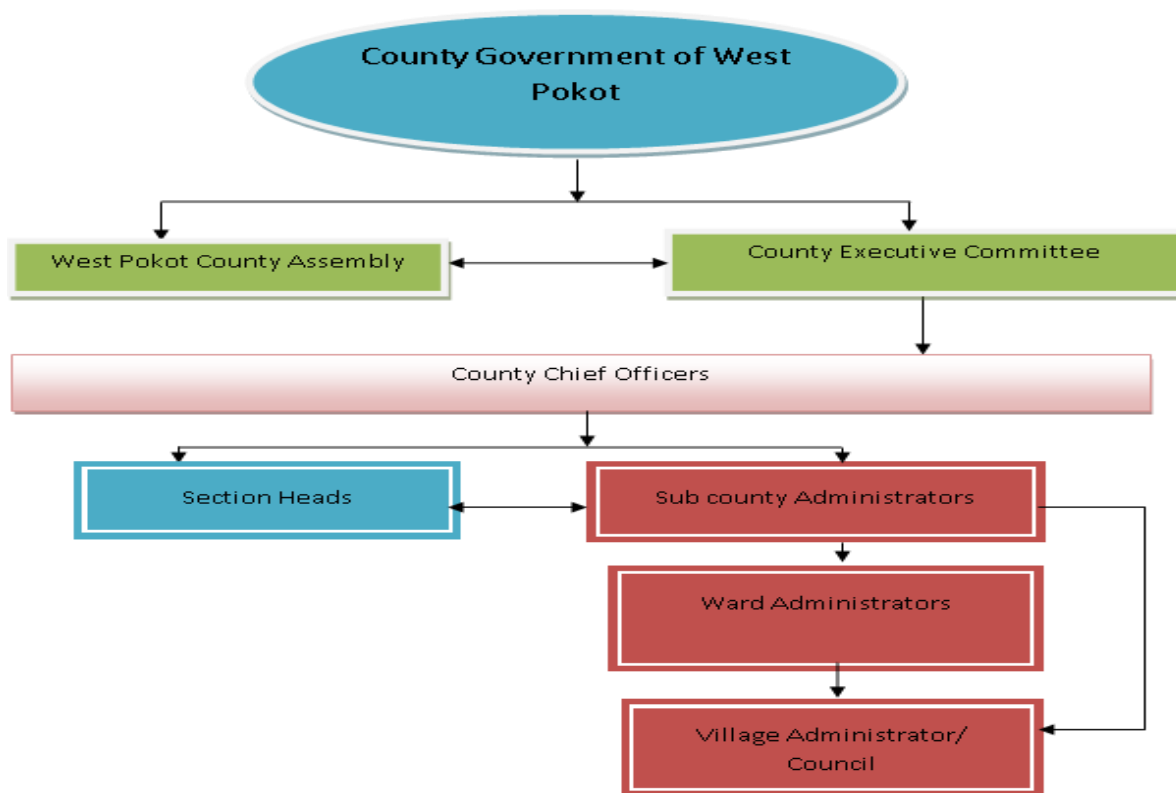 County Government of West
Pokot
West Pokot County Assembly
County Executive Committee
County Chief Officers
Section Heads
Sub county Administrators
Ward Administrators
Village Administrator/
Council